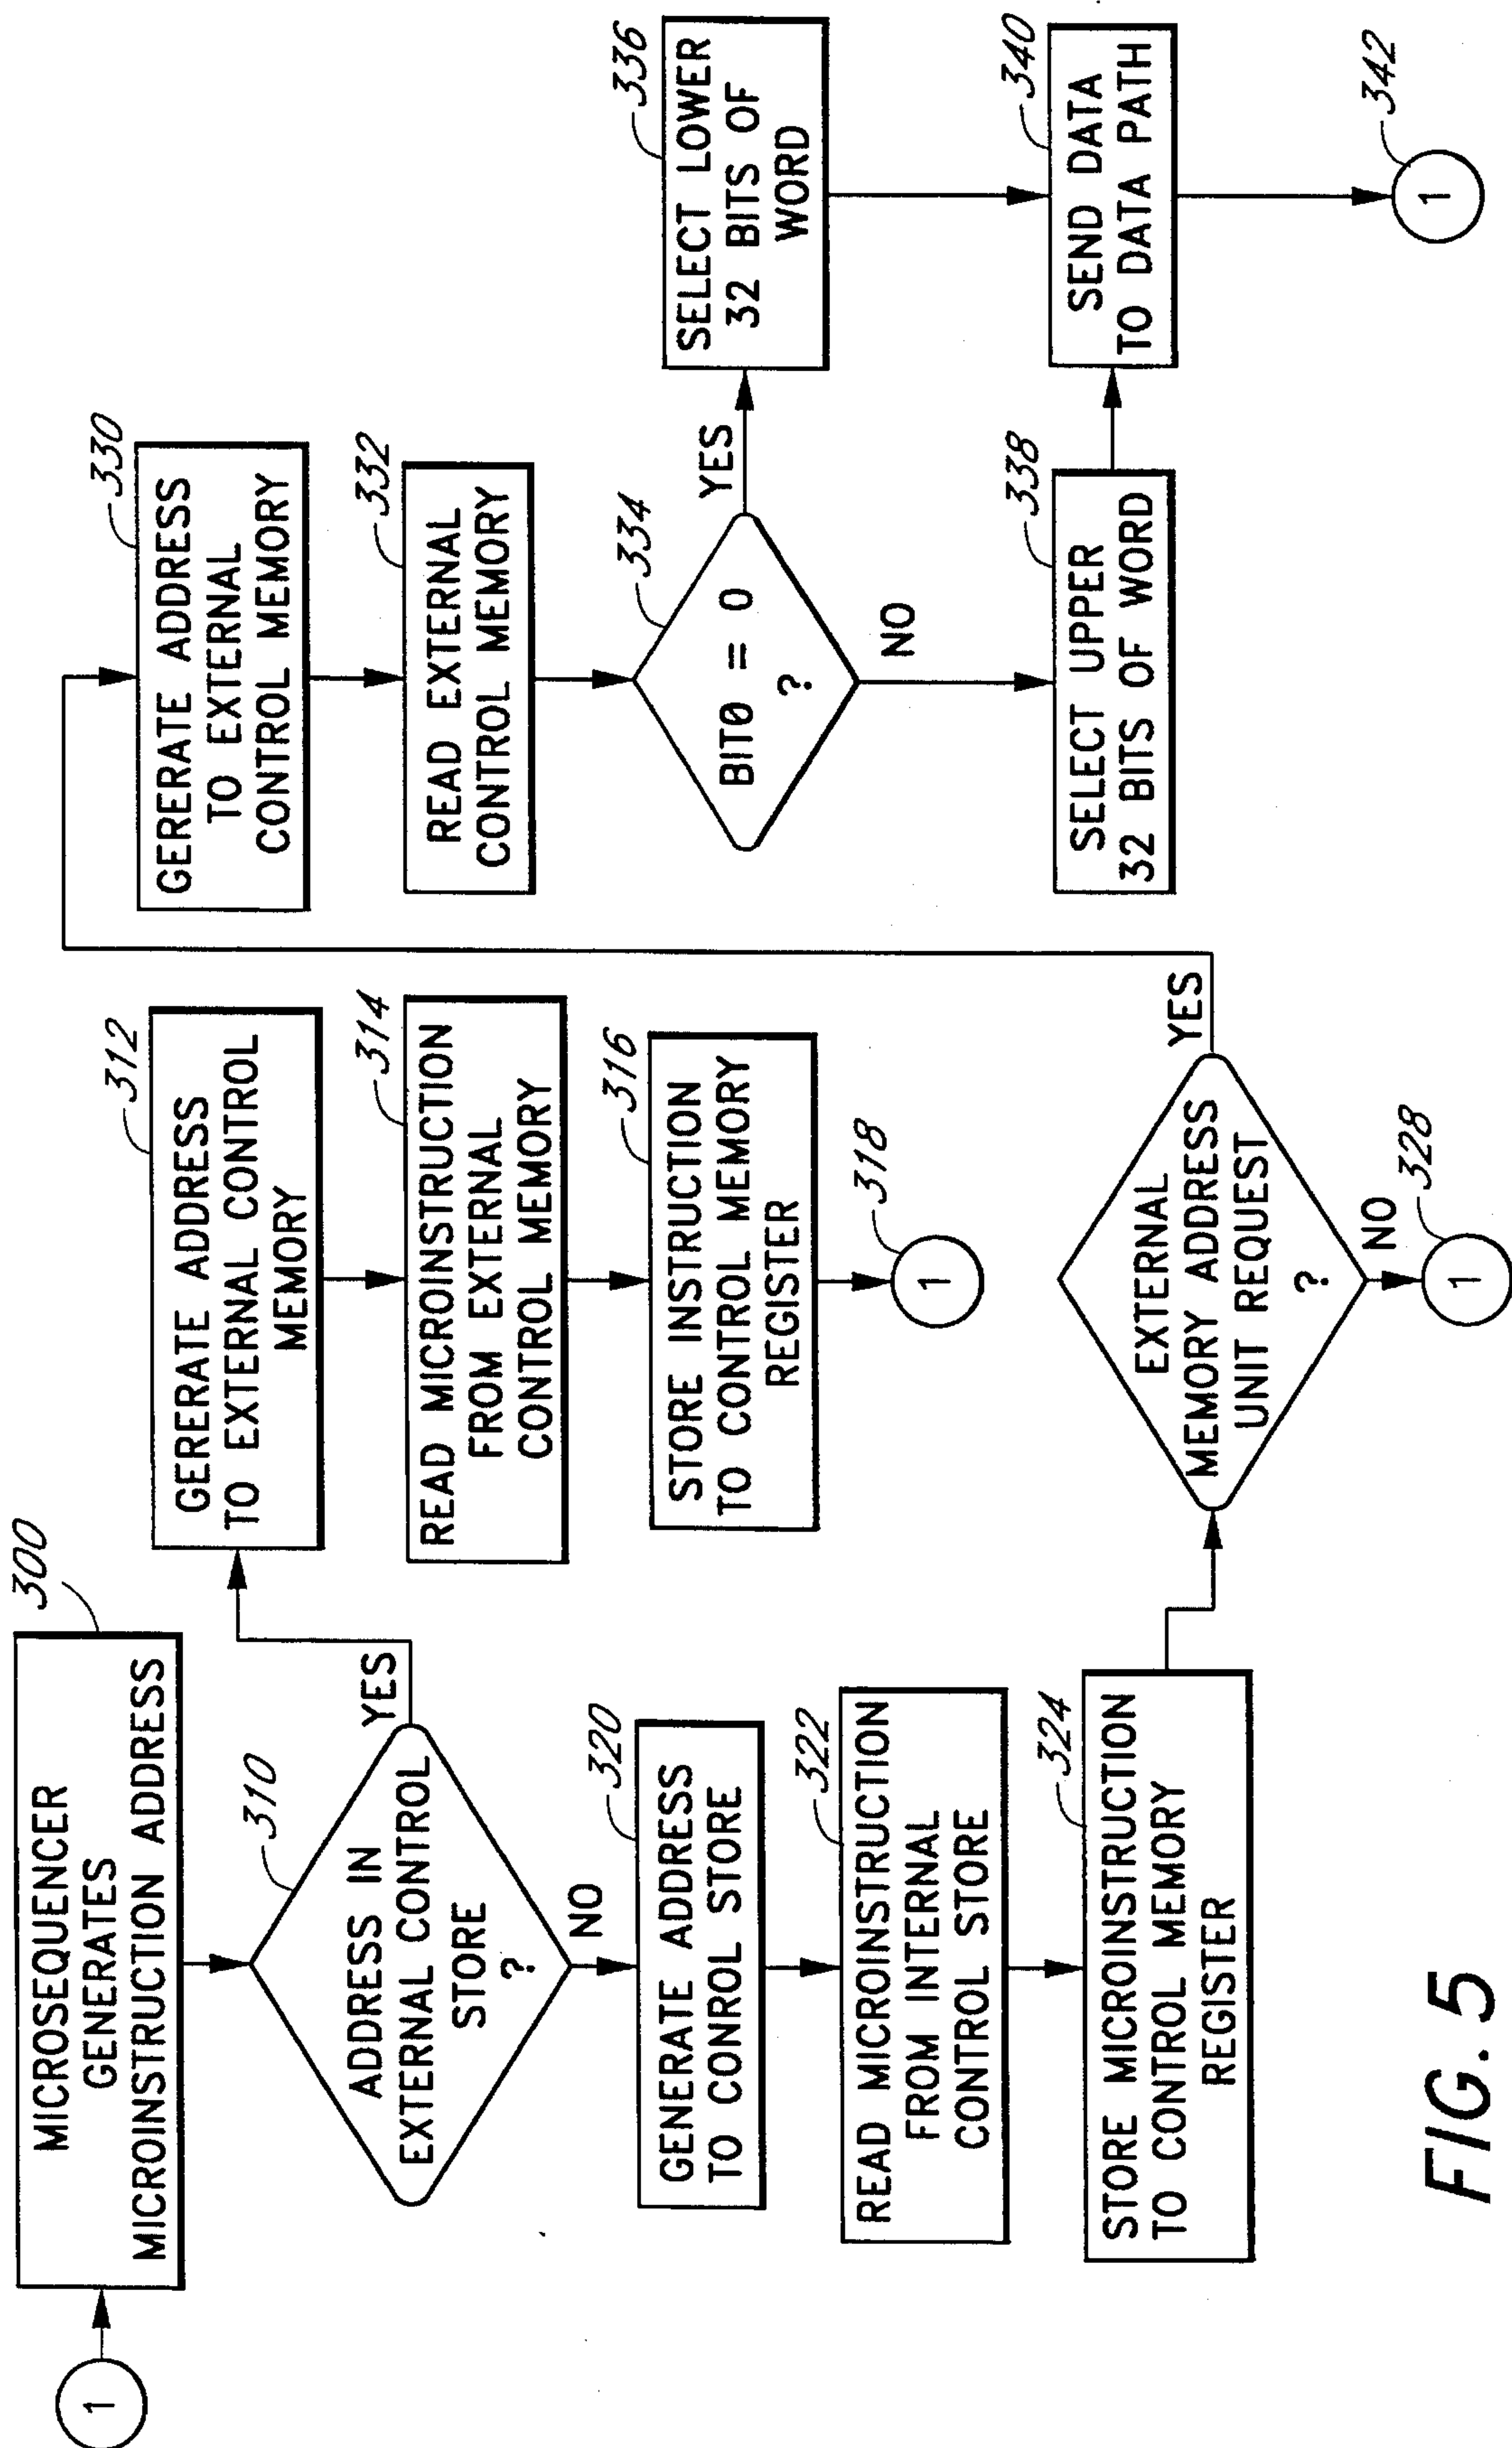 1
300
MICROSEQUENCER
GENERATES
MICROINSTRUCTION ADDRESS
310
ADDRESS IN
EXTERNAL CONTROL
STORE
?
YES
NO
320
GENERATE ADDRESS
TO CONROL STORE
322
READ MICROINSTRUCTION
FROM INTERNAL
CONTROL STORE
324
STORE MICROINSTRUCTION
TO CONTROL MEMORY
REGISTER
312
GERERATE ADDRESS
TO EXTERNAL CONTROL
MEMORY
314
READ MICROINSTRUCTION
FROM EXTERNAL
CONTROL MEMORY
316
STORE INSTRUCTION
TO CONTROL MEMORY
REGISTER
318
1
EXTERNAL
MEMORY ADDRESS
UNIT REQUEST
?
YES
NO
328
1
330
GERERATE ADDRESS
TO EXTERNAL
CONTROL MEMORY
332
READ EXTERNAL
CONTROL MEMORY
334
BIT0 = 0
?
YES
NO
336
SELECT LOWER
32 BITS OF
WORD
338
SELECT UPPER
32 BITS OF WORD
340
SEND DATA
TO DATA PATH
342
1
FIG. 5